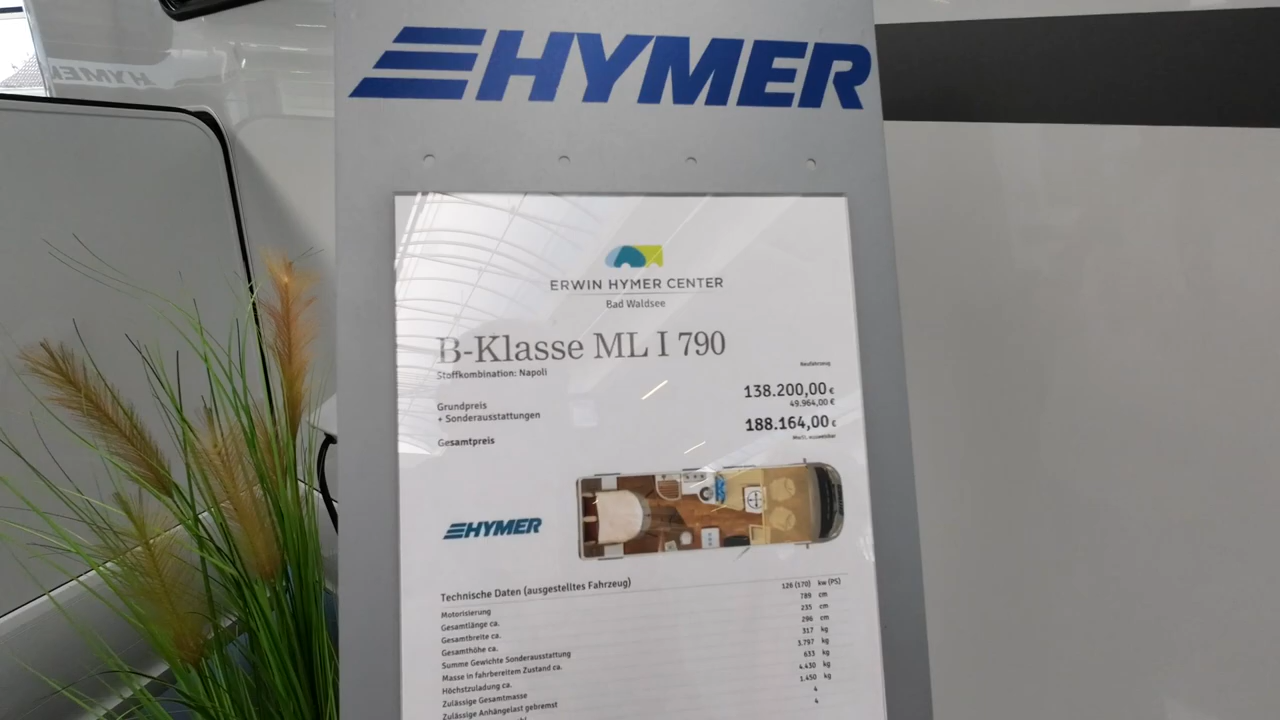 HYMER
HYMER
ERWIN HYMER CENTER
Bad Waldsee
B-Klasse ML I 790
Stoffkombination: Napoli
Neufahrzeug
Grundpreis 138.200,00 €
+ Sonderausstattungen 49.964,00 €
Gesamtpreis 188.164,00 €
MwSt. ausweisbar
HYMER
Technische Daten (ausgestelltes Fahrzeug)
Motorisierung 126 (170) kw (PS)
Gesamtlänge ca. 789 cm
Gesamtbreite ca. 235 cm
Gesamthöhe ca. 296 cm
Summe Gewichte Sonderausstattung 317 kg
Masse in fahrbereitem Zustand ca. 3.797 kg
Höchstzuladung ca. 633 kg
Zulässige Gesamtmasse 4.430 kg
Zulässige Anhängelast gebremst 1.450 kg
4
4